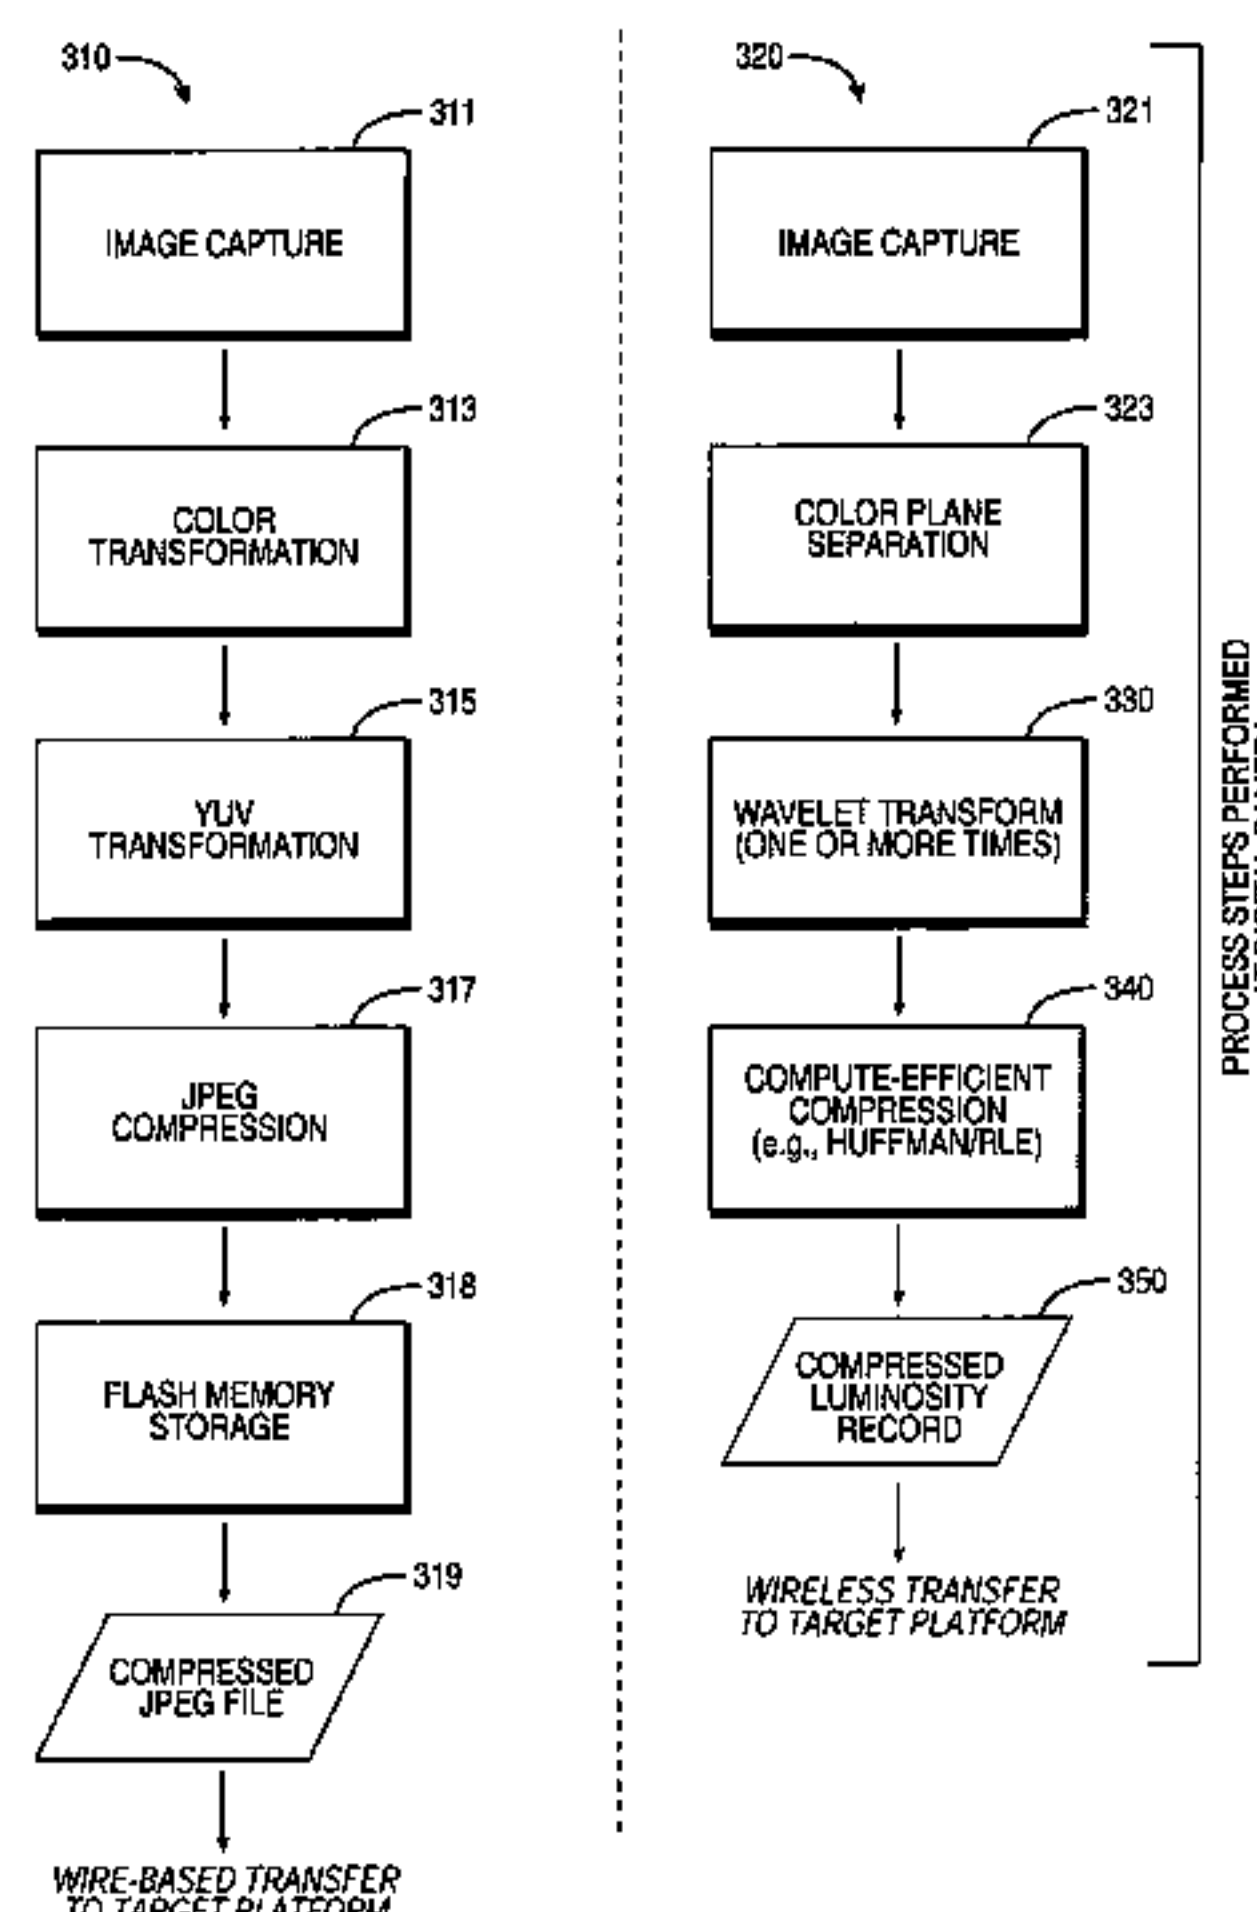 310
311
IMAGE CAPTURE
313
COLOR
TRANSFORMATION
315
YUV
TRANSFORMATION
317
JPEG
COMPRESSION
318
FLASH MEMORY
STORAGE
319
COMPRESSED
JPEG FILE
WIRE-BASED TRANSFER
TO TARGET PLATFORM
320
321
IMAGE CAPTURE
323
COLOR PLANE
SEPARATION
330
WAVELET TRANSFORM
(ONE OR MORE TIMES)
340
COMPUTE-EFFICIENT
COMPRESSION
(e.g., HUFFMAN/RLE)
350
COMPRESSED
LUMINOSITY
RECORD
WIRELESS TRANSFER
TO TARGET PLATFORM
PROCESS STEPS PERFORMED